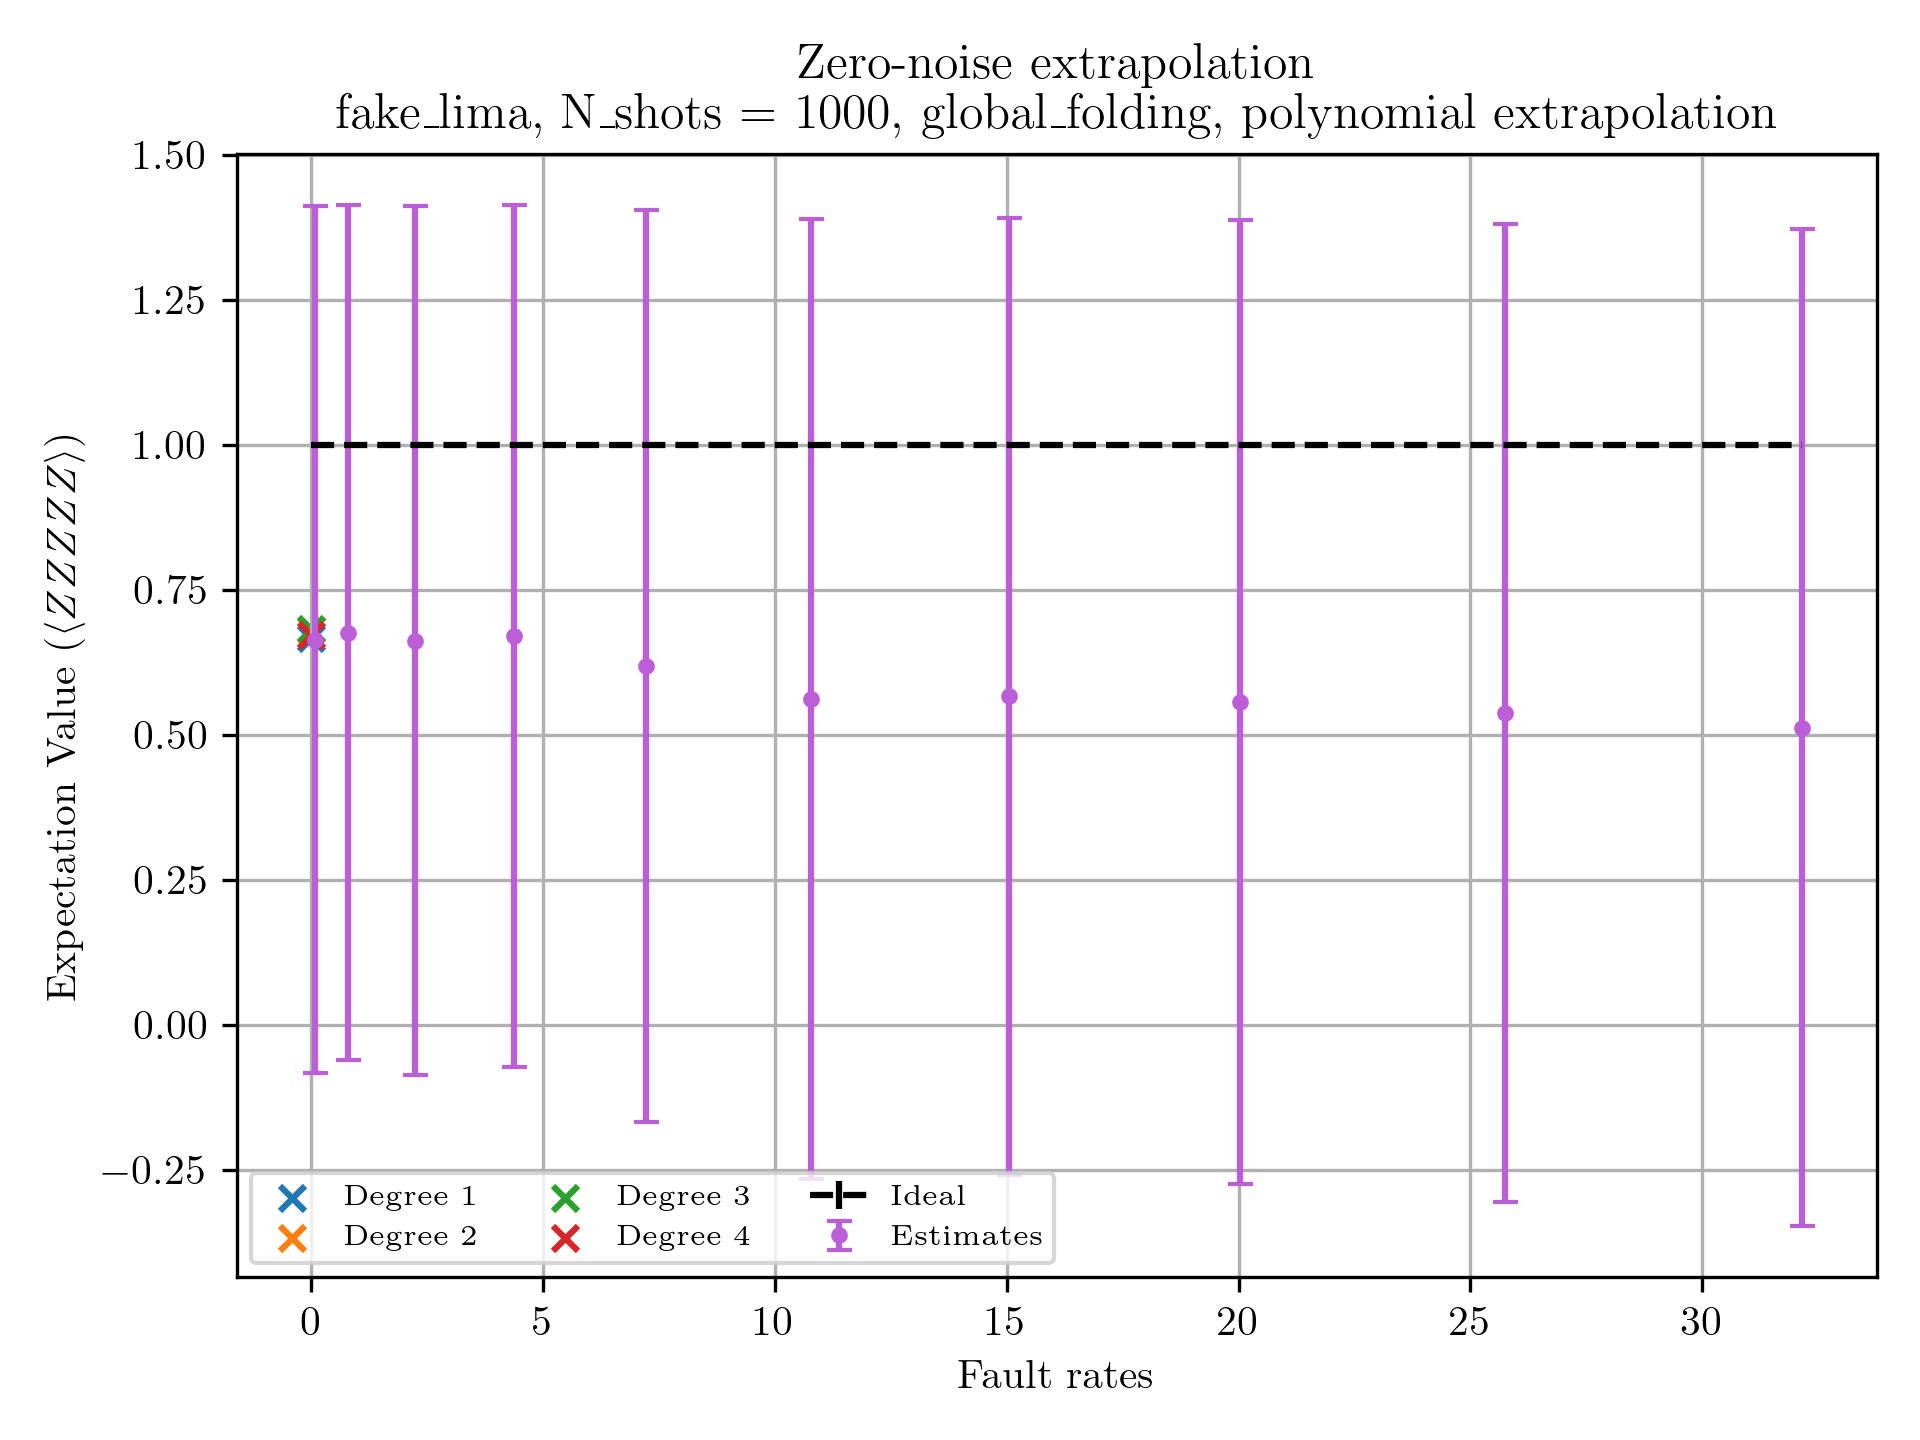 Zero-noise extrapolation
fake_lima, N_shots = 1000, global_folding, polynomial extrapolation
Expectation Value (⟨ZZZZZ⟩)
1.50
1.25
1.00
0.75
0.50
0.25
0.00
−0.25
Degree 1
Degree 2
Degree 3
Degree 4
Ideal
Estimates
0 5 10 15 20 25 30
Fault rates